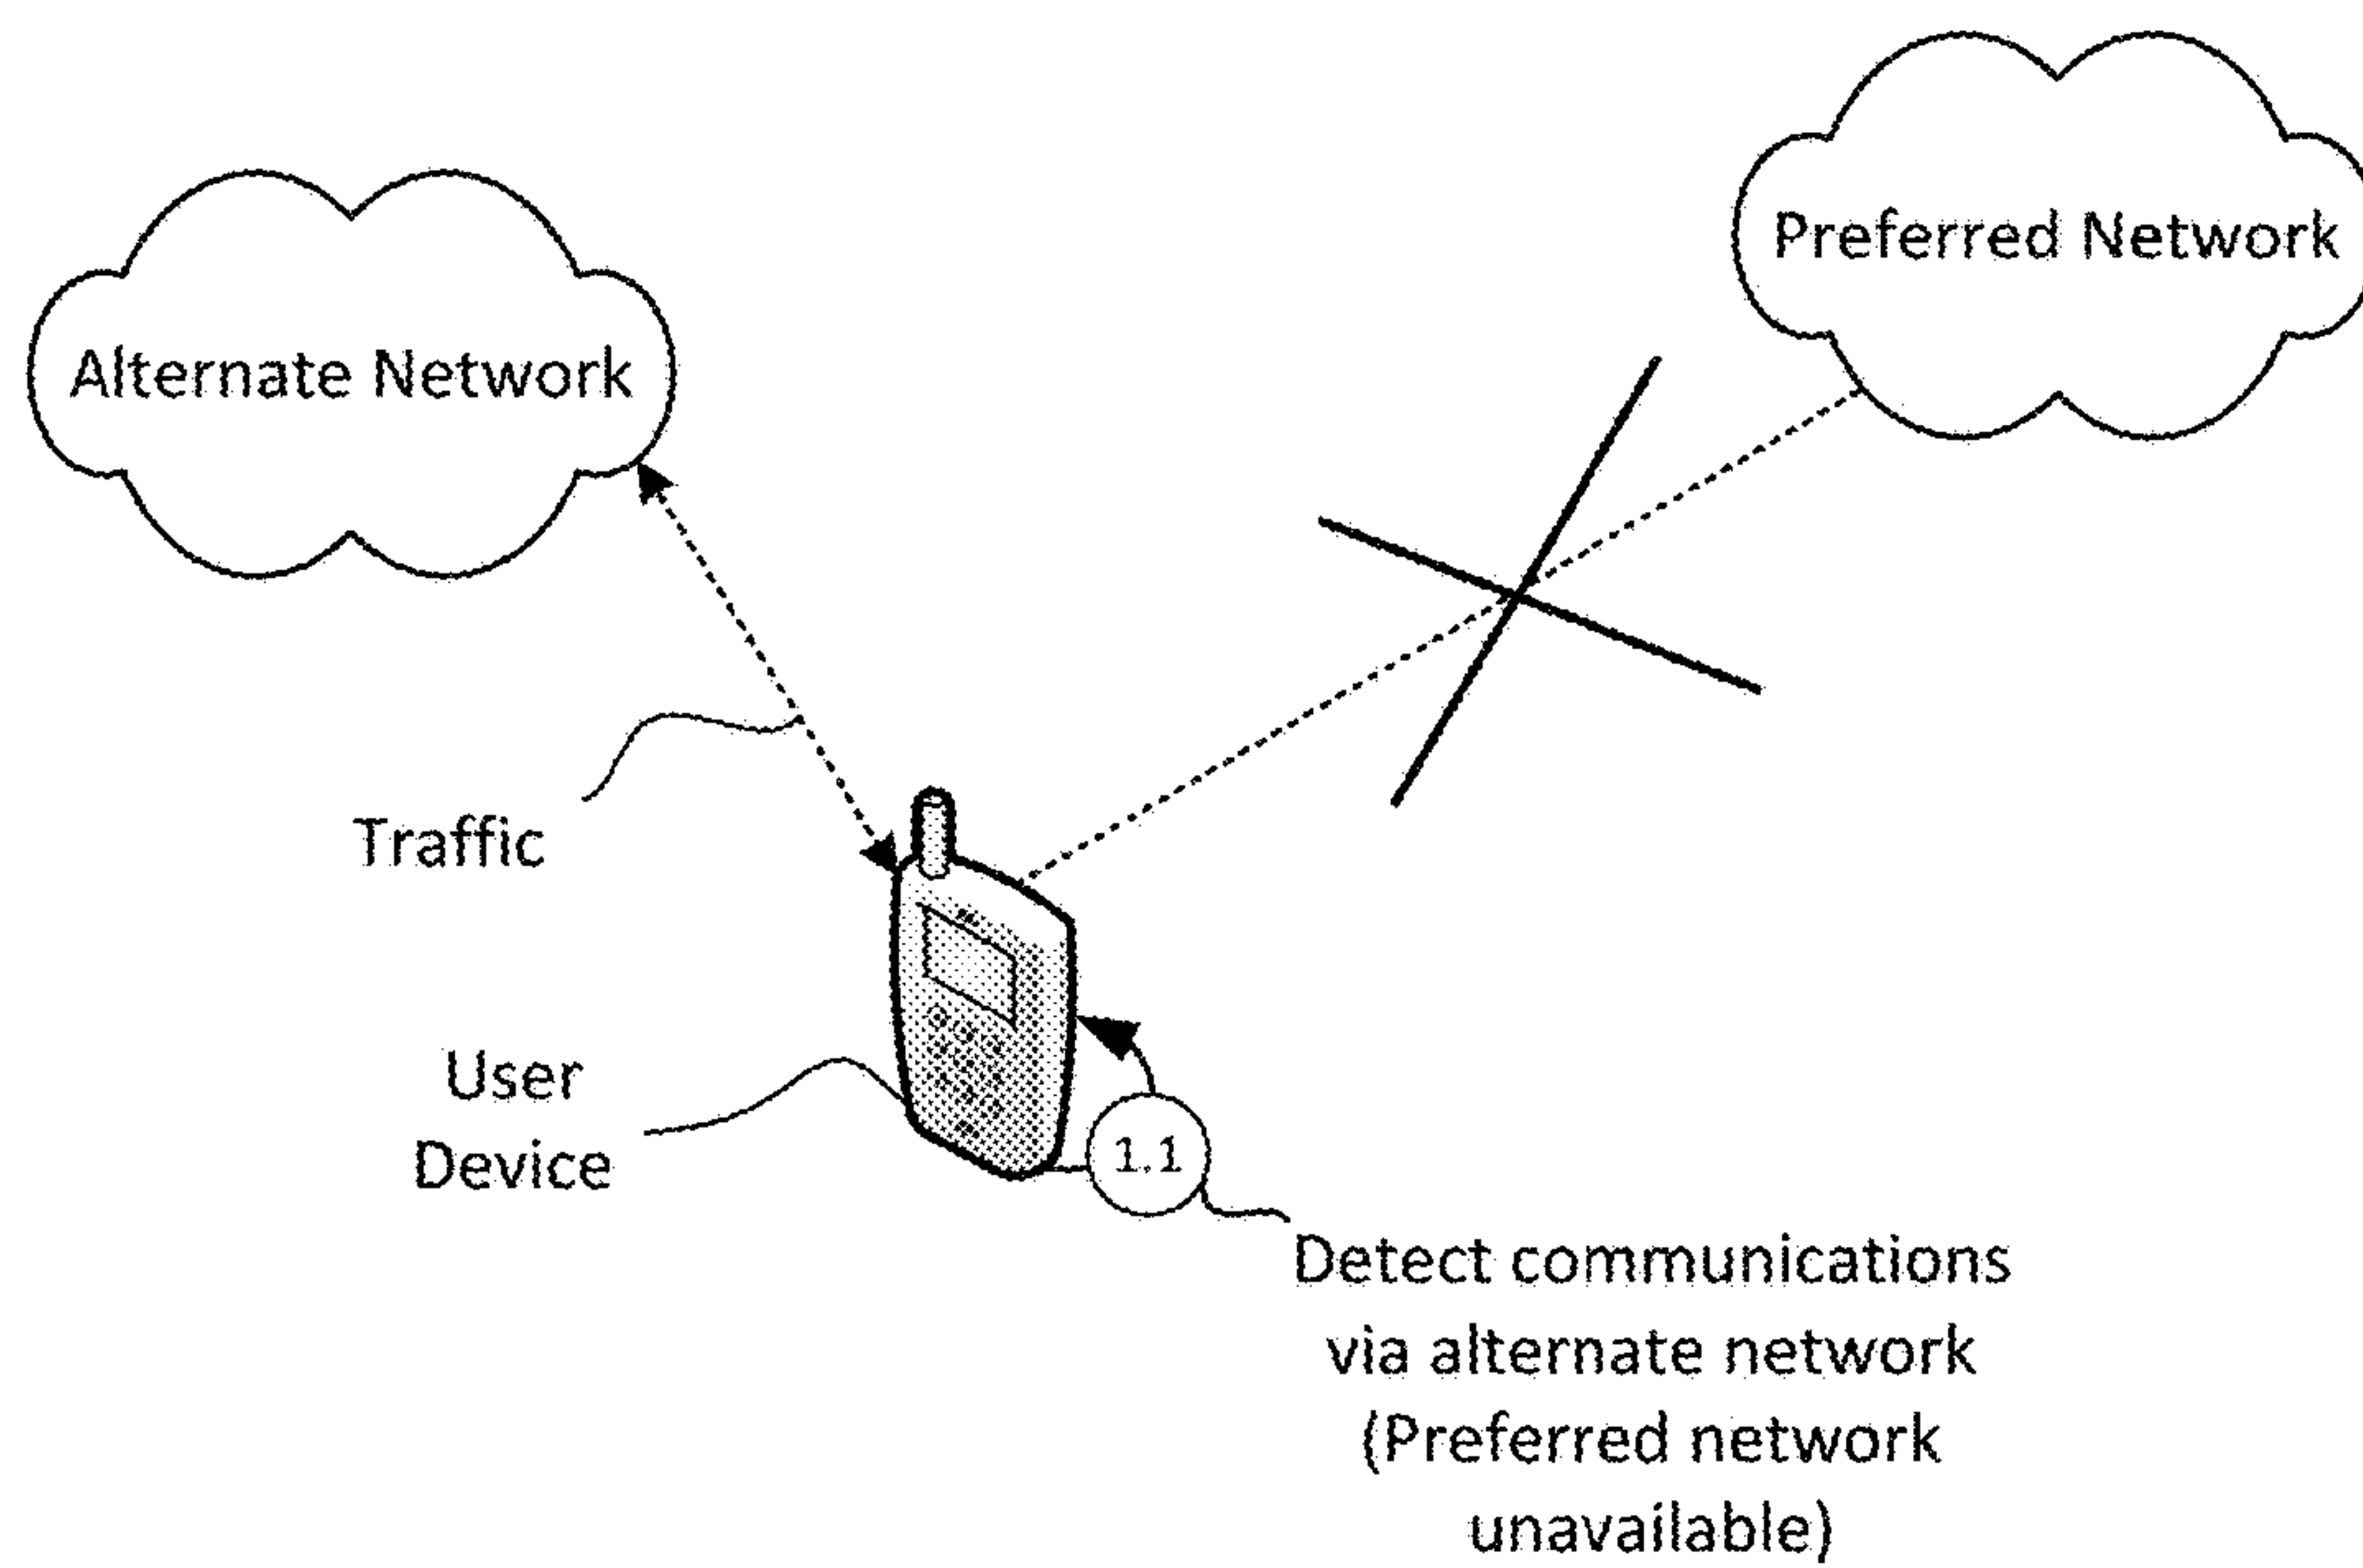 Preferred Network
Alternate Network
Traffic
User
Device
1.1
Detect communications
via alternate network
(Preferred network
unavailable)